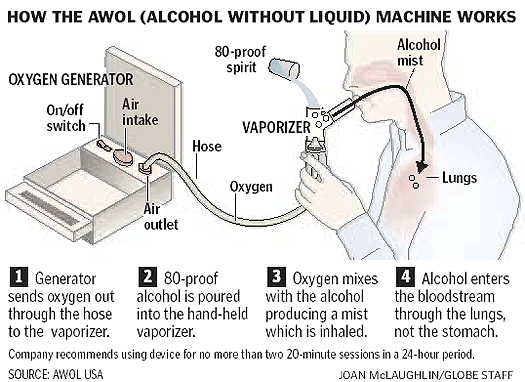 HOW THE AWOL (ALCOHOL WITHOUT LIQUID) MACHINE WORKS
OXYGEN GENERATOR
On/off
switch
Air
intake
Air
outlet
Hose
Oxygen
80-proof
spirit
VAPORIZER
Alcohol
mist
Lungs
1 Generator
sends oxygen out
through the hose
to the vaporizer.
2 80-proof
alcohol is poured
into the hand-held
vaporizer.
3 Oxygen mixes
with the alcohol
producing a mist
which is inhaled.
4 Alcohol enters
the bloodstream
through the lungs,
not the stomach.
Company recommends using device for no more than two 20-minute sessions in a 24-hour period.
SOURCE: AWOL USA
JOAN McLAUGHLIN/GLOBE STAFF